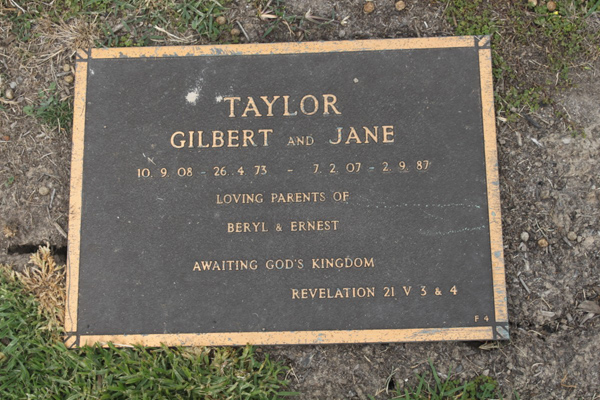 TAYLOR
GILBERT AND JANE
10. 9. 08 - 26. 4. 73 - 7. 2. 07 - 2. 9. 87
LOVING PARENTS OF
BERYL & ERNEST
AWAITING GOD'S KINGDOM
REVELATION 21 V 3 & 4
F 4